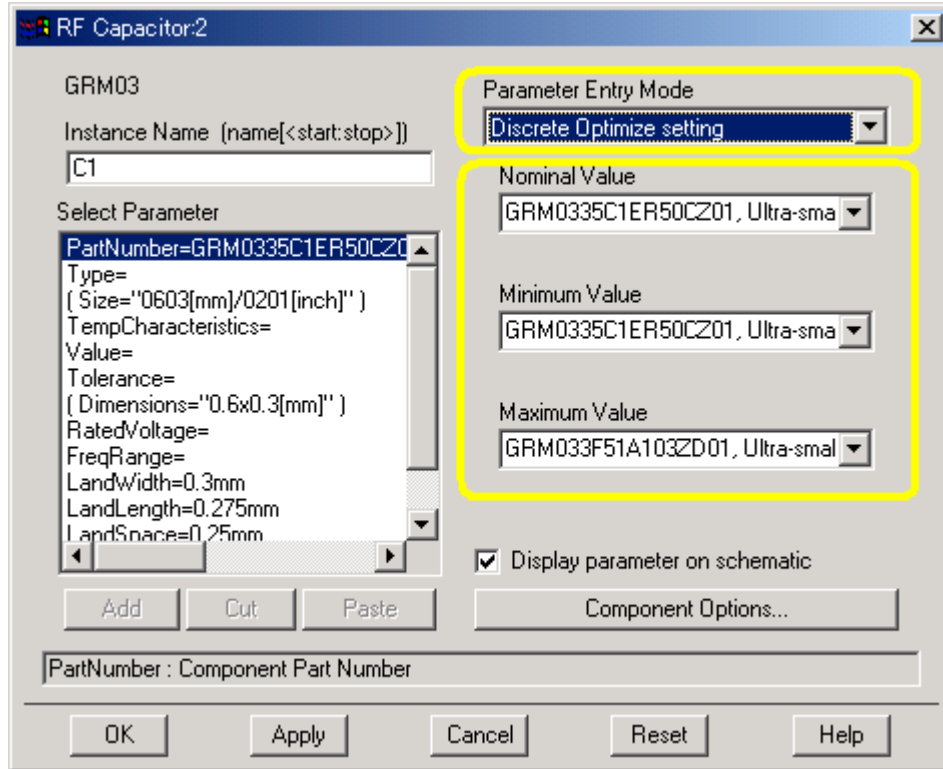 RF Capacitor:2
GRM03
Instance Name (name[<start:stop>])
C1
Select Parameter
PartNumber=GRM0335C1ER50CZ0
Type=
( Size="0603[mm]/0201[inch]" )
TempCharacteristics=
Value=
Tolerance=
( Dimensions="0.6x0.3[mm]" )
RatedVoltage=
FreqRange=
LandWidth=0.3mm
LandLength=0.275mm
LandSpace=0.25mm
Add
Cut
Paste
Parameter Entry Mode
Discrete Optimize setting
Nominal Value
GRM0335C1ER50CZ01, Ultra-sma
Minimum Value
GRM0335C1ER50CZ01, Ultra-sma
Maximum Value
GRM033F51A103ZD01, Ultra-smal
Display parameter on schematic
Component Options...
PartNumber : Component Part Number
OK
Apply
Cancel
Reset
Help